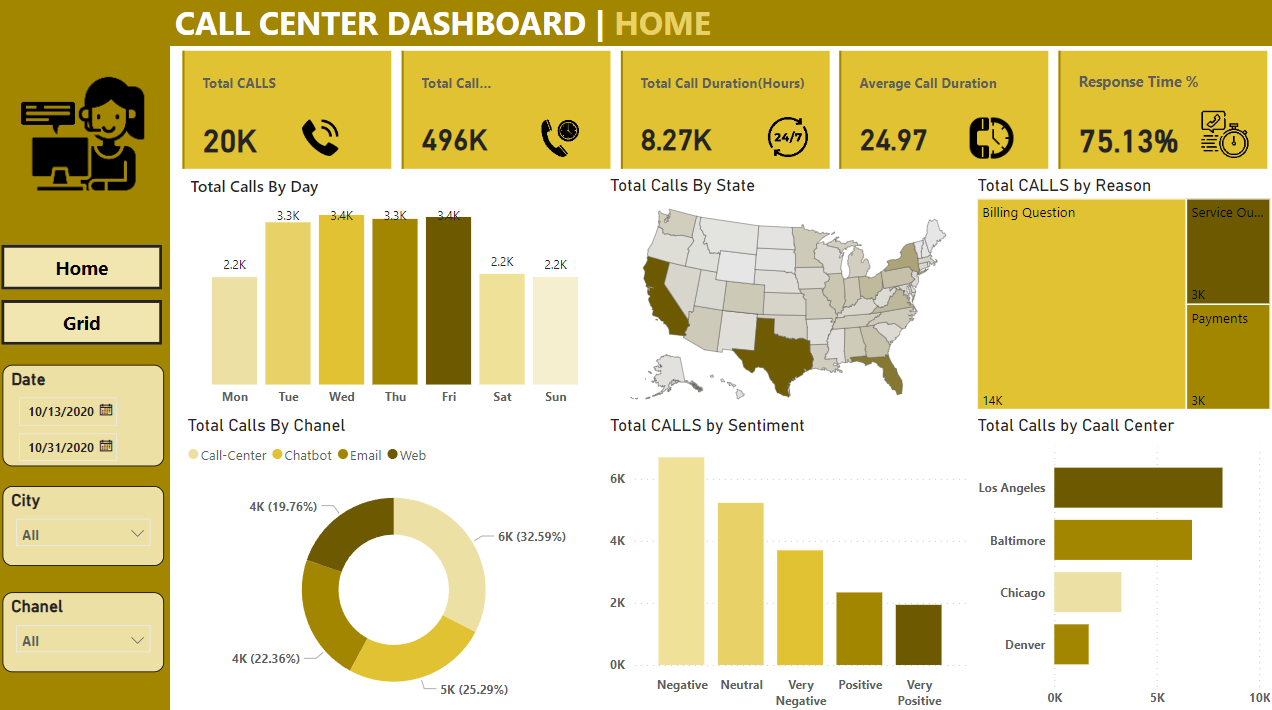 CALL CENTER DASHBOARD | HOME
Home
Grid
Date
10/13/2020
10/31/2020
City
All
Chanel
All
Total CALLS
20K
Total Call...
496K
Total Call Duration(Hours)
8.27K
24/7
Average Call Duration
24.97
Response Time %
75.13%
Total Calls By Day
2.2K
3.3K
3.4K
3.3K
3.4K
2.2K
2.2K
Mon Tue Wed Thu Fri Sat Sun
Total Calls By State
Total CALLS by Reason
Billing Question
14K
Service Ou...
3K
Payments
3K
Total Calls By Chanel
Call-Center Chatbot Email Web
4K (19.76%)
6K (32.59%)
4K (22.36%)
5K (25.29%)
Total CALLS by Sentiment
6K
4K
2K
0K
Negative Neutral Very Negative Positive Very Positive
Total Calls by Caall Center
Los Angeles
Baltimore
Chicago
Denver
0K 5K 10K